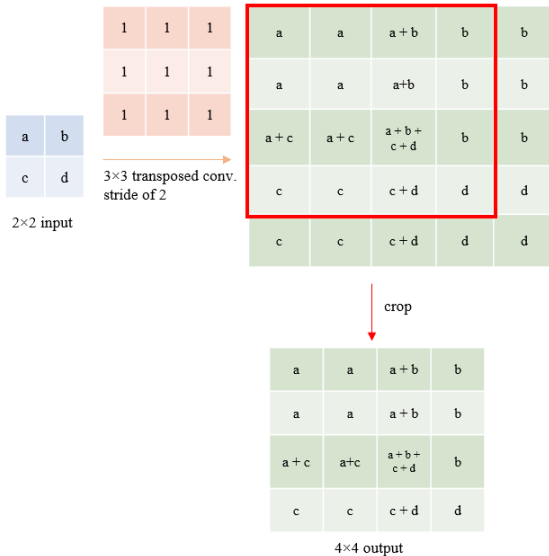 1 1 1
1 1 1
1 1 1
a b
c d
2×2 input
3×3 transposed conv.
stride of 2
a a a + b b b
a a a+b b b
a + c a + c a + b +
c + d b b
c c c + d d d
c c c + d d d
crop
a a a + b b
a a a + b b
a + c a+c a + b +
c + d b
c c c + d d
4×4 output